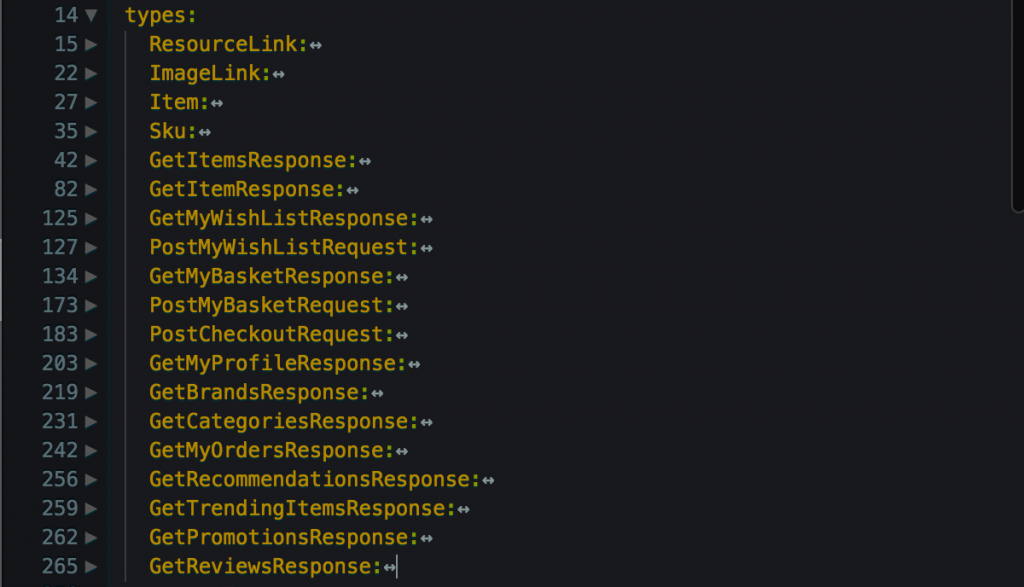 14 ▼ types:
15 ▶ ResourceLink:↔
22 ▶ ImageLink:↔
27 ▶ Item:↔
35 ▶ Sku:↔
42 ▶ GetItemsResponse:↔
82 ▶ GetItemResponse:↔
125 ▶ GetMyWishListResponse:↔
127 ▶ PostMyWishListRequest:↔
134 ▶ GetMyBasketResponse:↔
173 ▶ PostMyBasketRequest:↔
183 ▶ PostCheckoutRequest:↔
203 ▶ GetMyProfileResponse:↔
219 ▶ GetBrandsResponse:↔
231 ▶ GetCategoriesResponse:↔
242 ▶ GetMyOrdersResponse:↔
256 ▶ GetRecommendationsResponse:↔
259 ▶ GetTrendingItemsResponse:↔
262 ▶ GetPromotionsResponse:↔
265 ▶ GetReviewsResponse:↔